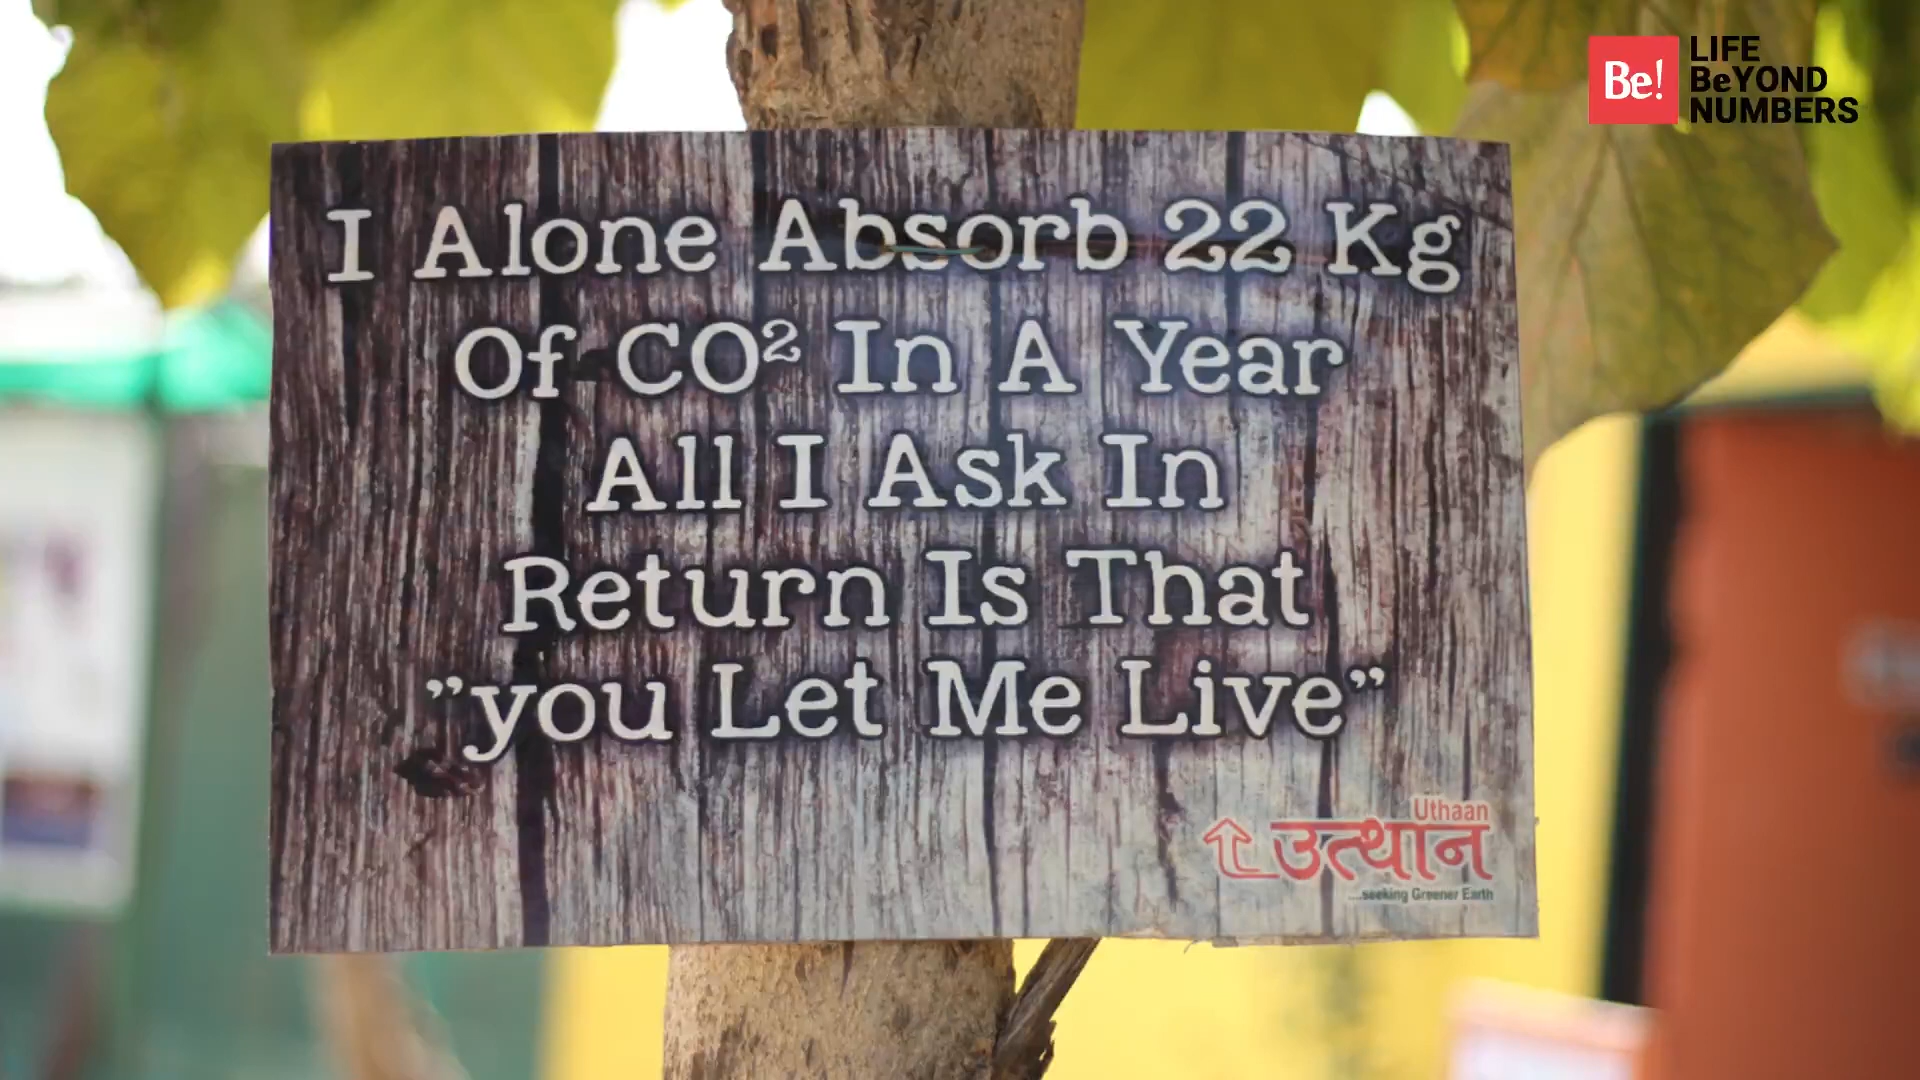 Be! LIFE
BeYOND
NUMBERS
I Alone Absorb 22 Kg
Of CO² In A Year
All I Ask In
Return Is That
”you Let Me Live”
Uthaan
उत्थान
....seeking Greener Earth